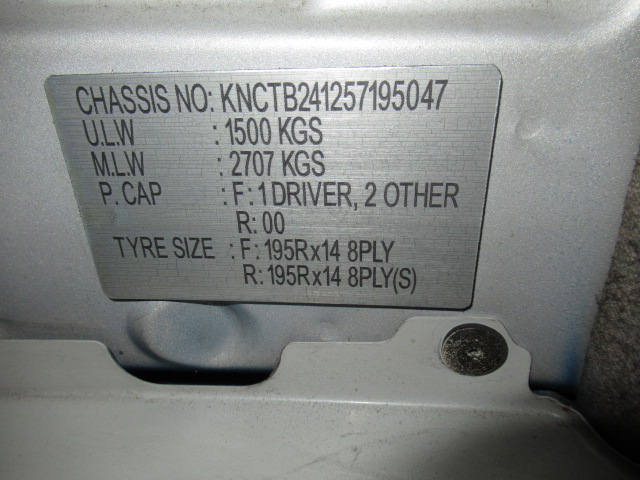 CHASSIS NO: KNCTB241257195047
U.L.W : 1500 KGS
M.L.W : 2707 KGS
P. CAP : F: 1 DRIVER, 2 OTHER
R: 00
TYRE SIZE : F: 195Rx14 8PLY
R: 195Rx14 8PLY(S)